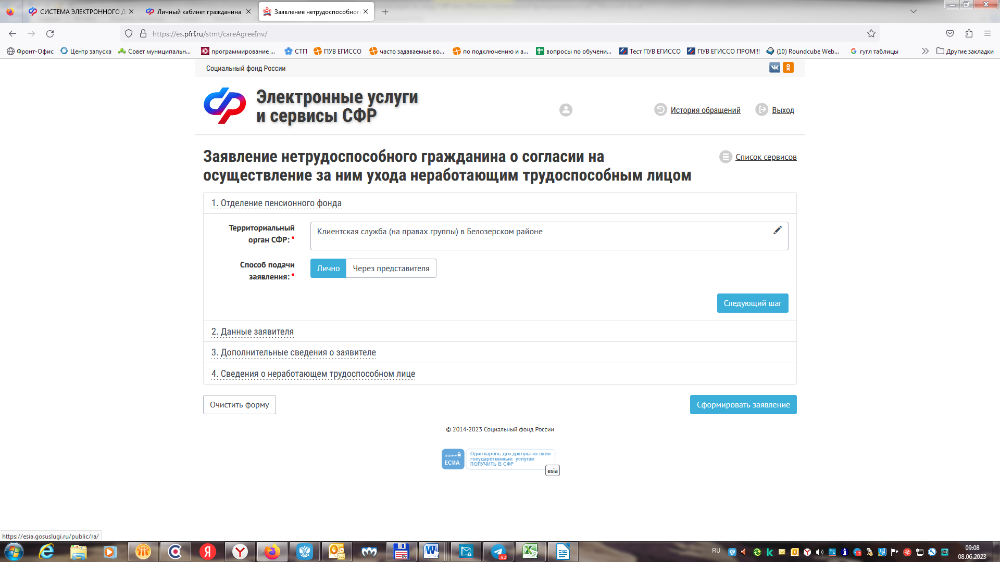 СИСТЕМА ЭЛЕКТРОННОГО Д
Личный кабинет гражданина
Заявление нетрудоспособног
https://es.pfrf.ru/stmt/careAgreeInv/
Фронт-Офис
Центр запуска
Совет муниципальн...
программирование ...
СТП
ПУВ ЕГИССО
часто задаваемые во...
по подключению и а...
вопросы по обучени...
Тест ПУВ ЕГИССО
ПУВ ЕГИССО ПРОМ!!!
(10) Roundcube Web...
гугл таблицы
Другие закладки
Социальный фонд России
Электронные услуги
и сервисы СФР
История обращений
Выход
Заявление нетрудоспособного гражданина о согласии на
осуществление за ним ухода неработающим трудоспособным лицом
Список сервисов
1. Отделение пенсионного фонда
Территориальный
орган СФР: *
Клиентская служба (на правах группы) в Белозерском районе
Способ подачи
заявления: *
Лично
Через представителя
Следующий шаг
2. Данные заявителя
3. Дополнительные сведения о заявителе
4. Сведения о неработающем трудоспособном лице
Очистить форму
Сформировать заявление
© 2014-2023 Социальный фонд России
****
ЕСИА
Один пароль для доступа ко всем
государственным услугам
ПОЛУЧИТЬ В СФР
esia
https://esia.gosuslugi.ru/public/ra/
92
RU
09:08
08.06.2023